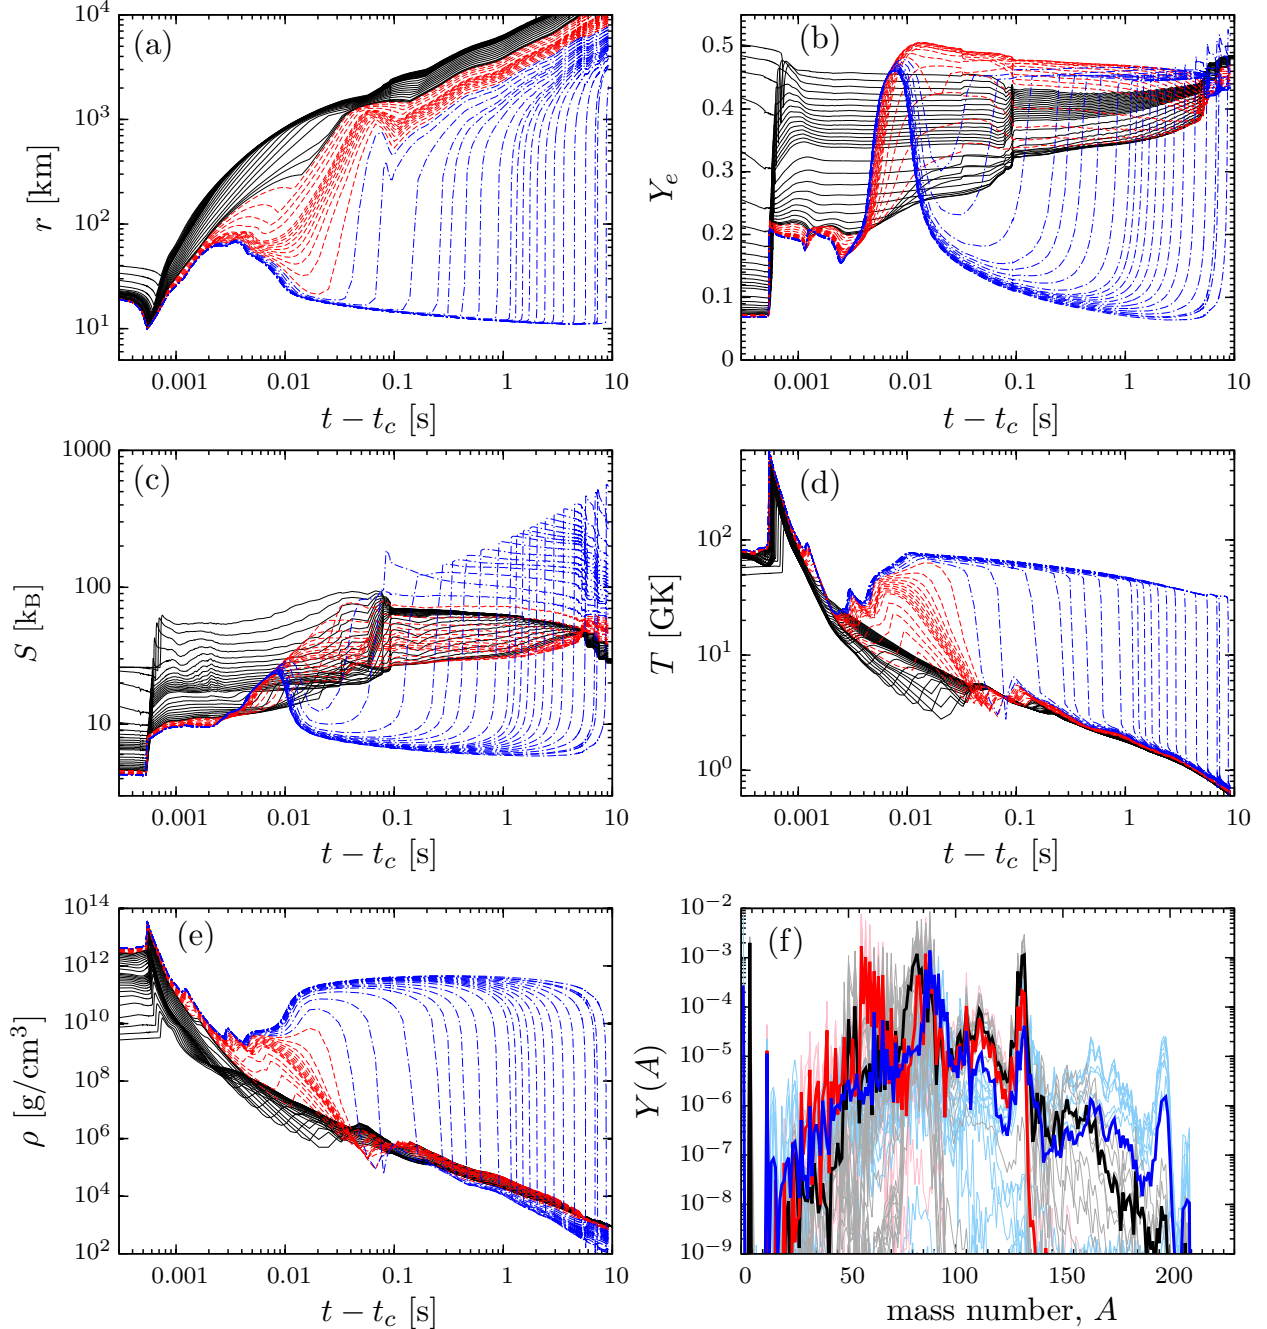 (a)
10^4
10^3
10^2
10^1
r [km]
0.001 0.01 0.1 1 10
t − t_c [s]
(b)
0.5
0.4
0.3
0.2
0.1
0
Y_e
0.001 0.01 0.1 1 10
t − t_c [s]
(c)
1000
100
10
S [k_B]
0.001 0.01 0.1 1 10
t − t_c [s]
(d)
10^2
10^1
10^0
T [GK]
0.001 0.01 0.1 1 10
t − t_c [s]
(e)
10^14
10^12
10^10
10^8
10^6
10^4
10^2
ρ [g/cm^3]
0.001 0.01 0.1 1 10
t − t_c [s]
(f)
10^-2
10^-3
10^-4
10^-5
10^-6
10^-7
10^-8
10^-9
Y(A)
0 50 100 150 200
mass number, A